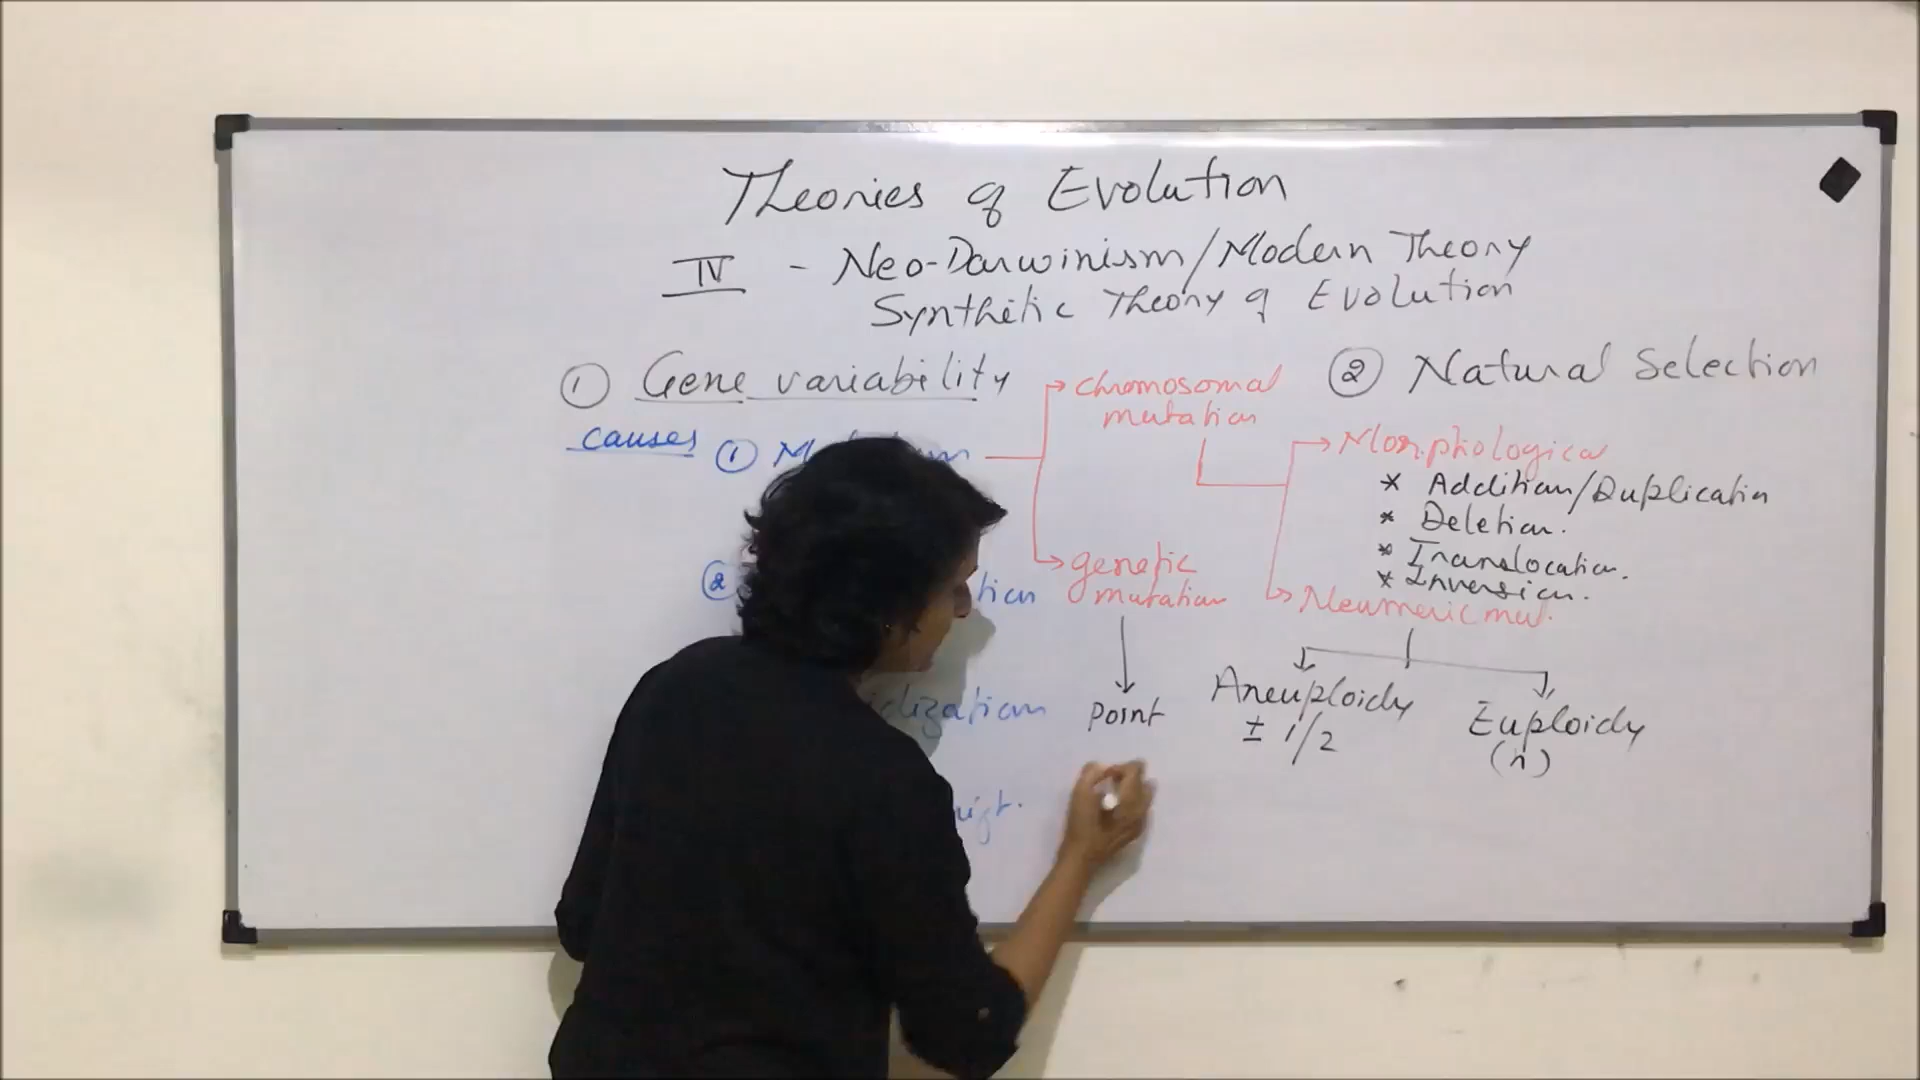 Theories of Evolution
IV - Neo-Darwinism/Modern Theory
Synthetic Theory of Evolution
① Gene variability
causes ①
②
chromosomal
mutation
genetic
mutation
Point
② Natural Selection
Morphological
* Addition/Duplication
* Deletion.
* Translocation.
* Inversion.
Neumeric mu.
Aneuploidy
± 1/2
Euploidy
(n)